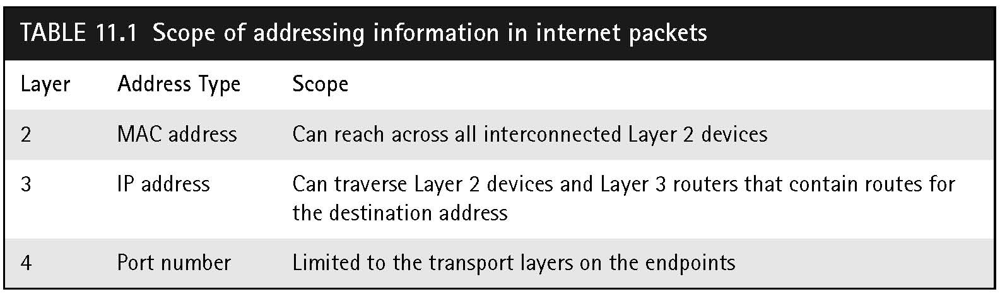 TABLE 11.1 Scope of addressing information in internet packets
Layer Address Type Scope
2 MAC address Can reach across all interconnected Layer 2 devices
3 IP address Can traverse Layer 2 devices and Layer 3 routers that contain routes for
the destination address
4 Port number Limited to the transport layers on the endpoints